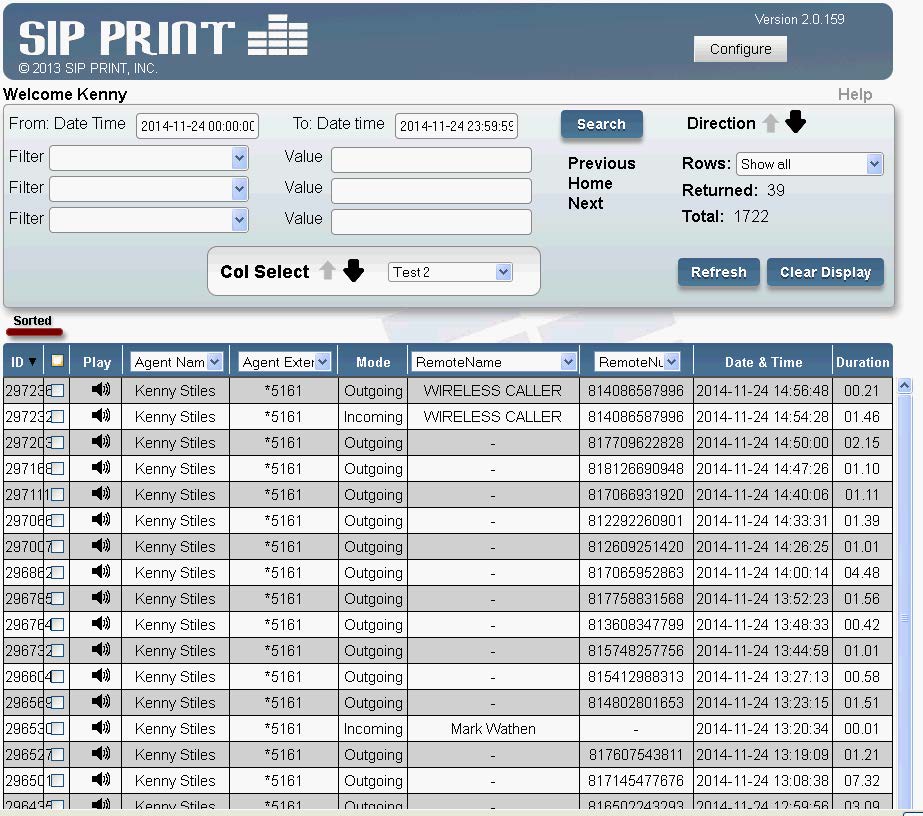 SIP PRINT
Version 2.0.159
Configure
© 2013 SIP PRINT, INC.
Welcome Kenny
Help
From: Date Time 2014-11-24 00:00:00 To: Date time 2014-11-24 23:59:59 Search Direction
Filter Value Previous Rows: Show all
Filter Value Home Returned: 39
Next
Filter Value Total: 1722
Col Select Test 2 Refresh Clear Display
Sorted
ID Play Agent Nam Agent Exter Mode RemoteName RemoteNu Date & Time Duration
297236 Kenny Stiles *5161 Outgoing WIRELESS CALLER 814086587996 2014-11-24 14:56:48 00.21
297232 Kenny Stiles *5161 Incoming WIRELESS CALLER 814086587996 2014-11-24 14:54:28 01.46
297203 Kenny Stiles *5161 Outgoing - 817709622828 2014-11-24 14:50:00 02.15
297168 Kenny Stiles *5161 Outgoing - 818126690948 2014-11-24 14:47:26 01.10
297111 Kenny Stiles *5161 Outgoing - 817066931920 2014-11-24 14:40:06 01.11
297066 Kenny Stiles *5161 Outgoing - 812292260901 2014-11-24 14:33:31 01.39
297007 Kenny Stiles *5161 Outgoing - 812609251420 2014-11-24 14:26:25 01.01
296862 Kenny Stiles *5161 Outgoing - 817065952863 2014-11-24 14:00:14 04.48
296785 Kenny Stiles *5161 Outgoing - 817758831568 2014-11-24 13:52:23 01.56
296764 Kenny Stiles *5161 Outgoing - 813608347799 2014-11-24 13:48:33 00.42
296732 Kenny Stiles *5161 Outgoing - 815748257756 2014-11-24 13:44:59 01.01
296604 Kenny Stiles *5161 Outgoing - 815412988313 2014-11-24 13:27:13 00.58
296569 Kenny Stiles *5161 Outgoing - 814802801653 2014-11-24 13:23:15 01.51
296530 Kenny Stiles *5161 Incoming Mark Wathen - 2014-11-24 13:20:34 00.01
296527 Kenny Stiles *5161 Outgoing - 817607543811 2014-11-24 13:19:09 01.21
296501 Kenny Stiles *5161 Outgoing - 817145477676 2014-11-24 13:08:38 07.32
296435 Kenny Stiles *5161 Outgoing - 816502243293 2014-11-24 12:59:56 03.09